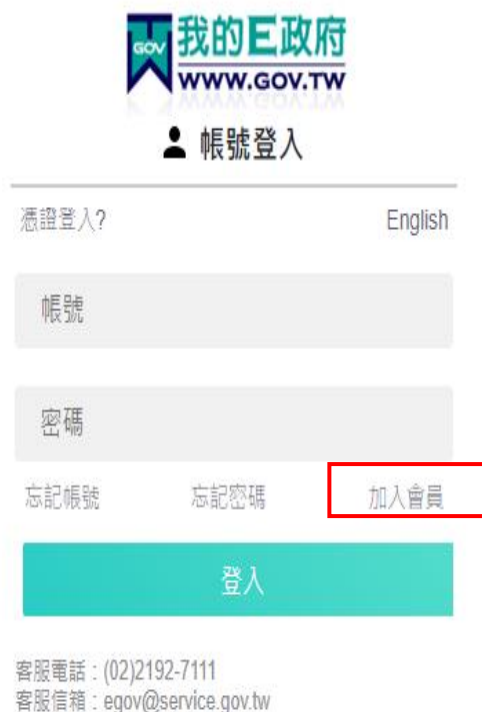 GOV 我的E政府
WWW.GOV.TW
帳號登入
憑證登入? English
帳號
密碼
忘記帳號 忘記密碼 加入會員
登入
客服電話：(02)2192-7111
客服信箱：egov@service.gov.tw